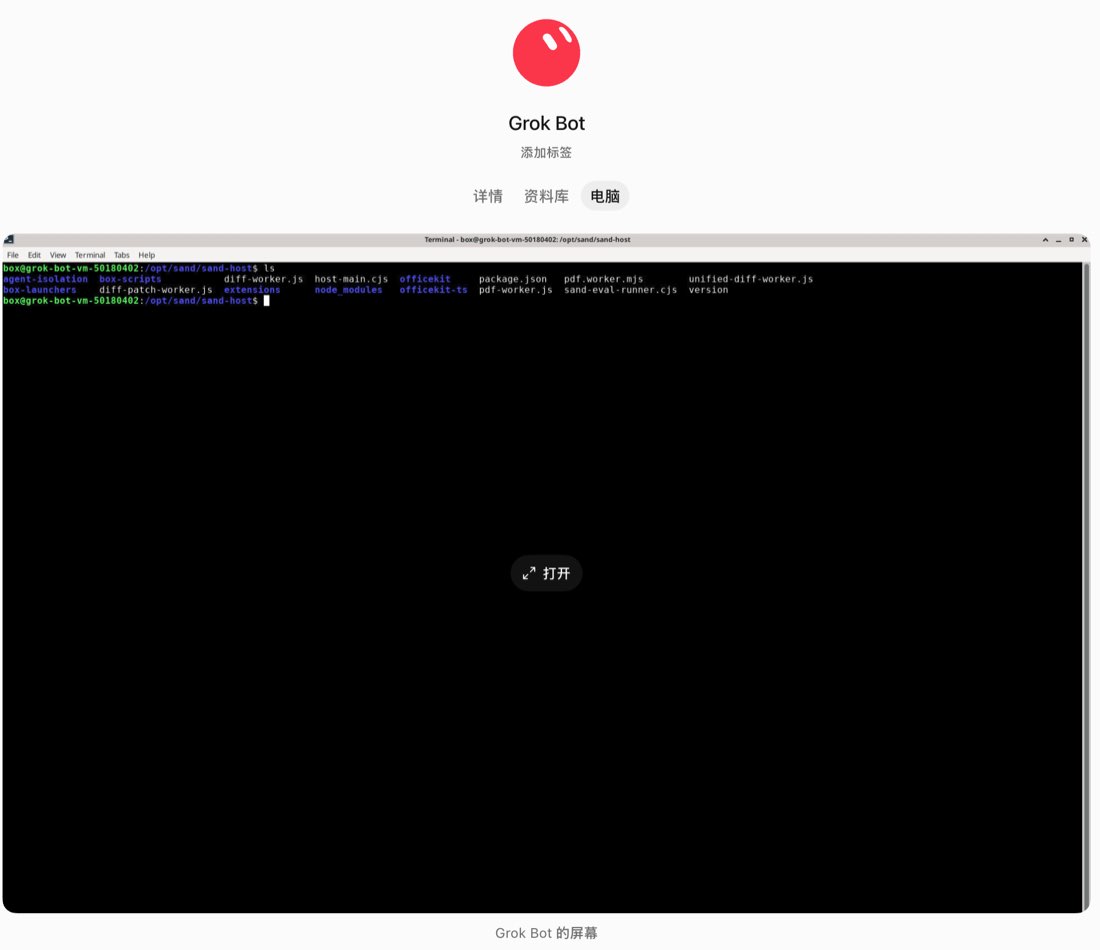 Grok Bot
添加标签
详情 资料库 电脑
Terminal - box@grok-bot-vm-50180402: /opt/sand/sand-host
File Edit View Terminal Tabs Help
box@grok-bot-vm-50180402:/opt/sand/sand-host$ ls
agent-isolation box-scripts diff-worker.js host-main.cjs officekit package.json pdf.worker.mjs unified-diff-worker.js
box-launchers diff-patch-worker.js extensions node_modules officekit-ts pdf-worker.js sand-eval-runner.cjs version
box@grok-bot-vm-50180402:/opt/sand/sand-host$
打开
Grok Bot 的屏幕